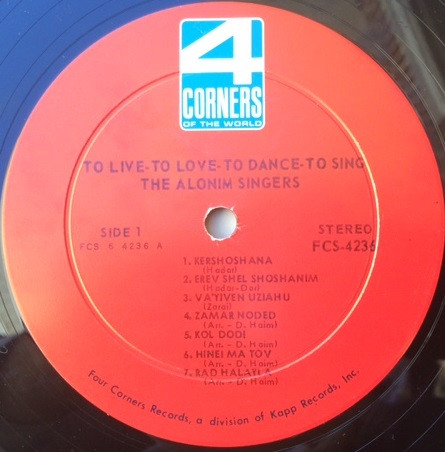 4
CORNERS
OF THE WORLD
TO LIVE-TO LOVE-TO DANCE-TO SING
THE ALONIM SINGERS
SIDE 1
FCS 6 4236 A
STEREO
FCS-4236
1. KERSHOSHANA
(Hadar)
2. EREV SHEL SHOSHANIM
(Hadar-Dor)
3. VA'YIVEN UZIAHU
(Zarai)
4. ZAMAR NODED
(Arr. - D. Haim)
5. KOL DODI
(Arr. - D. Haim)
6. HINEI MA TOV
(Arr. - D. Haim)
7. RAD HALAYLA
(Arr. - D. Haim)
Four Corners Records, a division of Kapp Records, Inc.